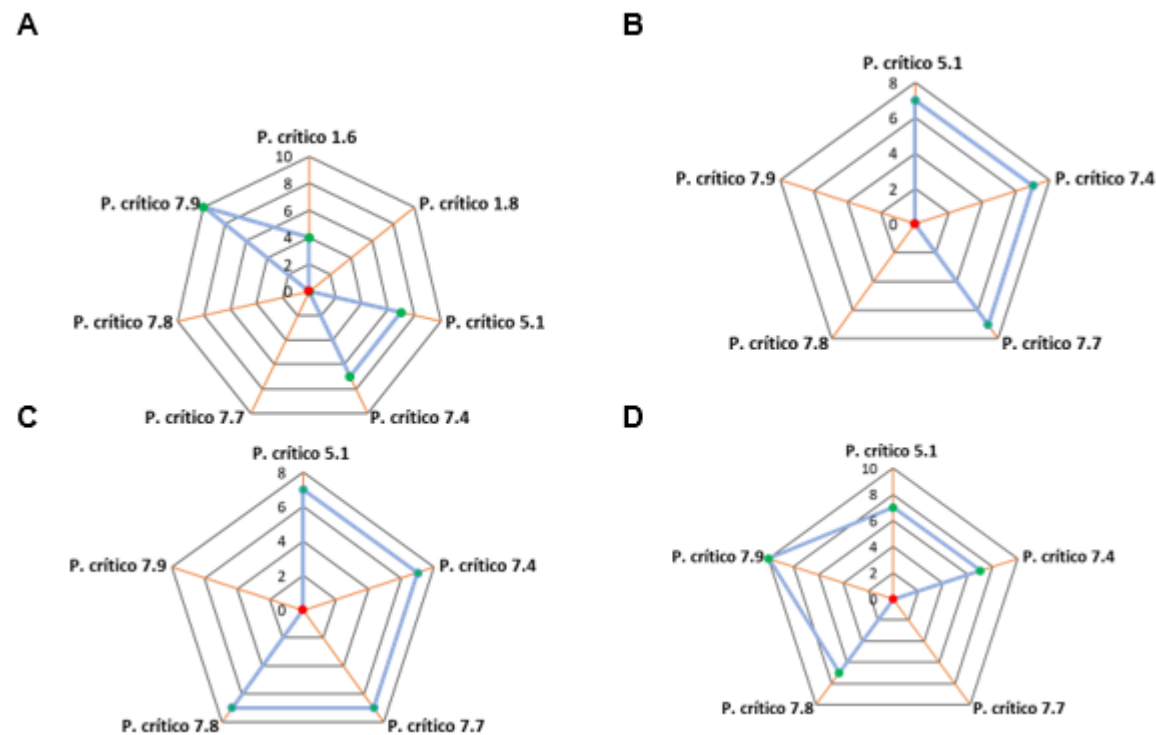 A
P. crítico 1.6
10
8
6
4
2
0
P. crítico 1.8
P. crítico 5.1
P. crítico 7.4
P. crítico 7.7
P. crítico 7.8
P. crítico 7.9
B
P. crítico 5.1
8
6
4
2
0
P. crítico 7.4
P. crítico 7.7
P. crítico 7.8
P. crítico 7.9
C
P. crítico 5.1
8
6
4
2
0
P. crítico 7.4
P. crítico 7.7
P. crítico 7.8
P. crítico 7.9
D
P. crítico 5.1
10
8
6
4
2
0
P. crítico 7.4
P. crítico 7.7
P. crítico 7.8
P. crítico 7.9